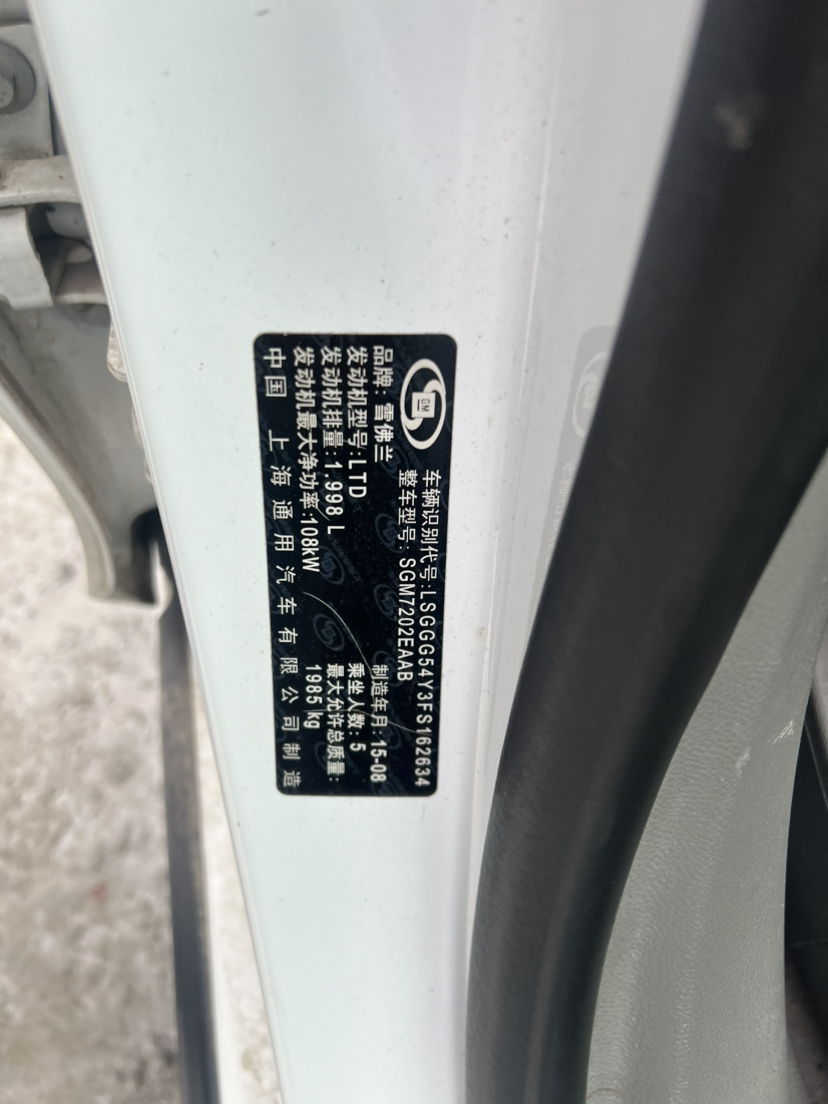 GM
车辆识别代号:LSGGG54Y3FS162634
整车型号:SGM7202EAAB
品牌:雪佛兰
制造年月:15-08
发动机型号:LTD
乘坐人数:5
发动机排量:1.998 L
最大允许总质量:
发动机最大净功率:108kW
1985 kg
中国 上海通用汽车有限公司制造